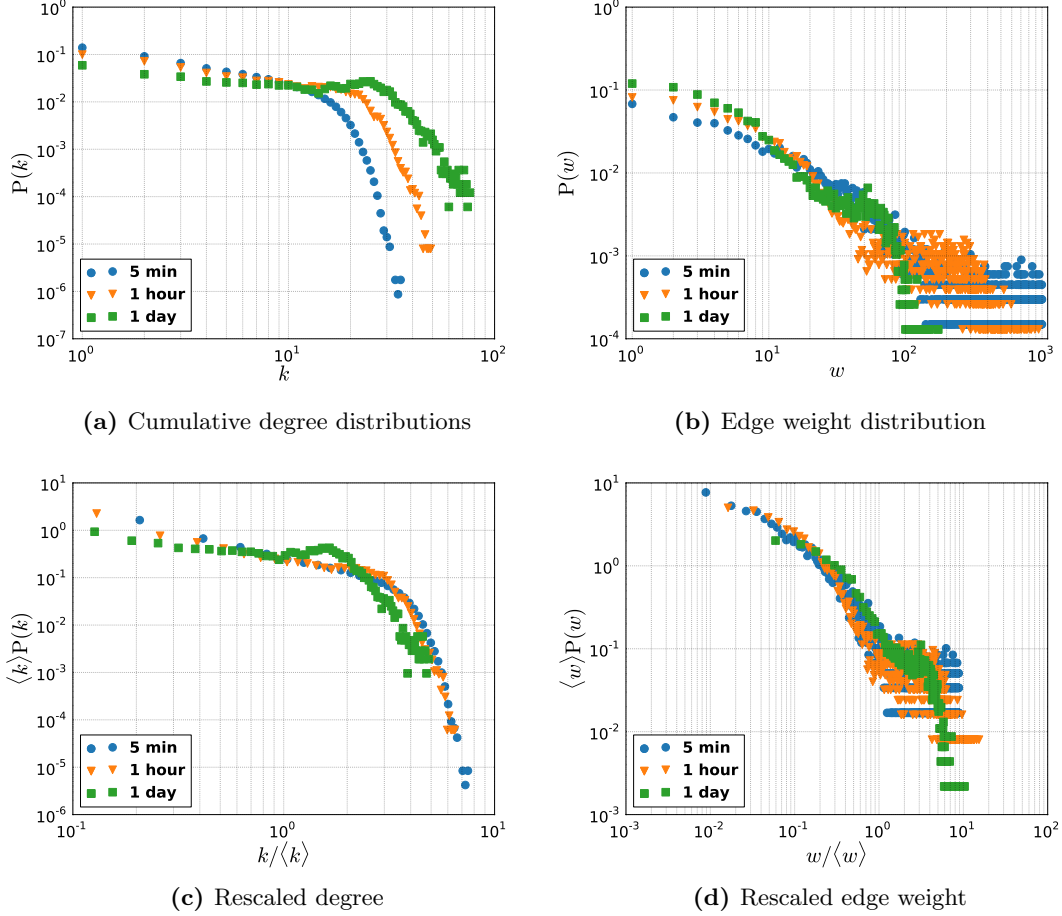 10^0
10^-1
10^-2
10^-3
10^-4
10^-5
10^-6
10^-7
P(k)
5 min
1 hour
1 day
10^0 10^1 10^2
k
(a) Cumulative degree distributions
10^0
10^-1
10^-2
10^-3
10^-4
P(w)
5 min
1 hour
1 day
10^0 10^1 10^2 10^3
w
(b) Edge weight distribution
10^1
10^0
10^-1
10^-2
10^-3
10^-4
10^-5
10^-6
⟨k⟩P(k)
5 min
1 hour
1 day
10^-1 10^0 10^1
k/⟨k⟩
(c) Rescaled degree
10^1
10^0
10^-1
10^-2
10^-3
⟨w⟩P(w)
5 min
1 hour
1 day
10^-3 10^-2 10^-1 10^0 10^1 10^2
w/⟨w⟩
(d) Rescaled edge weight